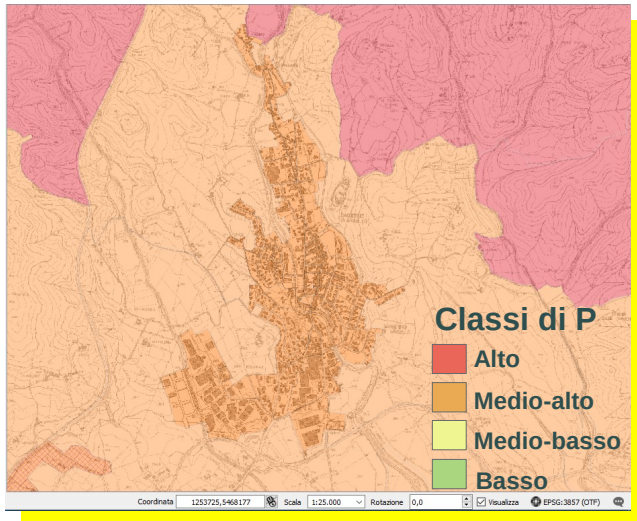 Classi di P
Alto
Medio-alto
Medio-basso
Basso
Coordinata 1253725,5468177 Scala 1:25.000 Rotazione 0,0 Visualizza EPSG:3857 (OTF)